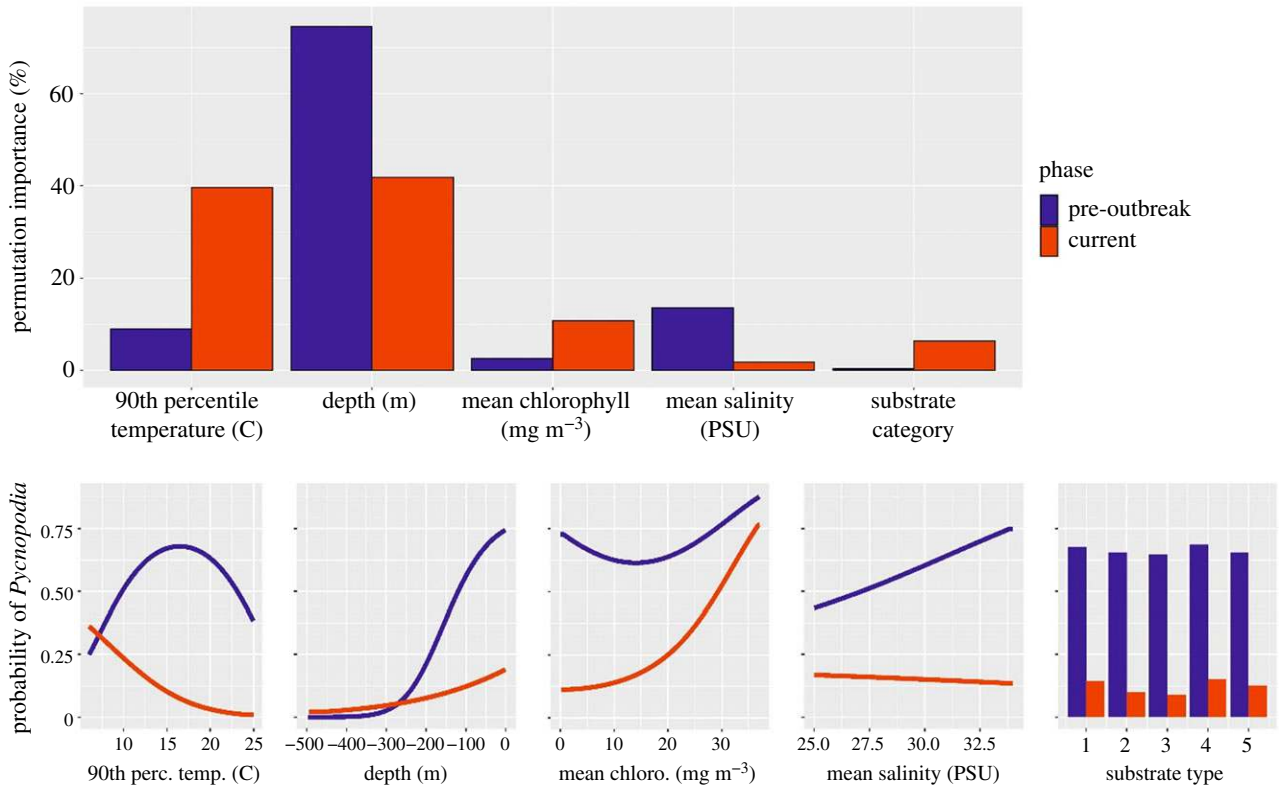 permutation importance (%)
60
40
20
0
90th percentile
temperature (C)
depth (m)
mean chlorophyll
(mg m⁻³)
mean salinity
(PSU)
substrate
category
phase
pre-outbreak
current
probability of Pycnopodia
0.75
0.50
0.25
0
10 15 20 25
90th perc. temp. (C)
−500 −400 −300 −200 −100 0
depth (m)
0 10 20 30
mean chloro. (mg m⁻³)
25.0 27.5 30.0 32.5
mean salinity (PSU)
1 2 3 4 5
substrate type